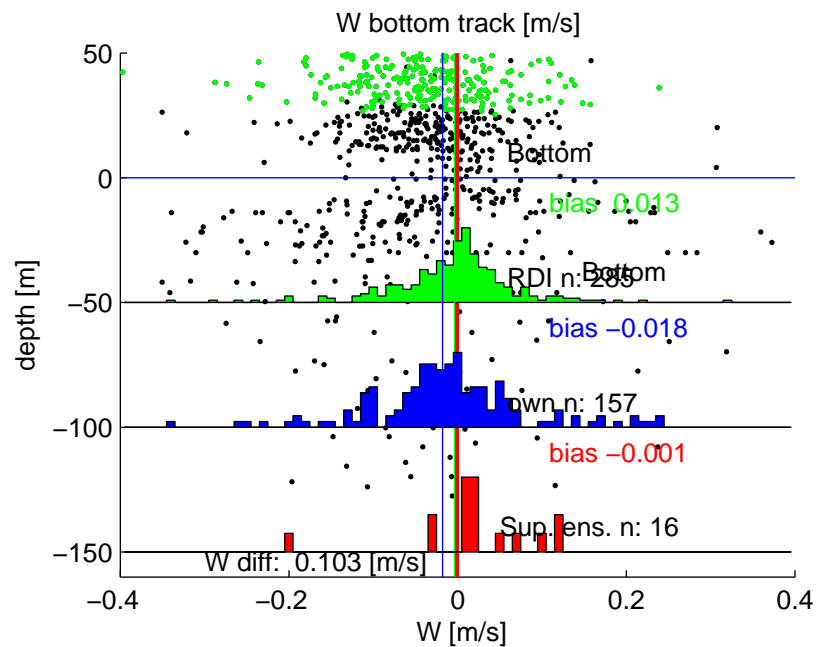 W bottom track [m/s]
50
Bottom
0
bias 0.013
Bottom
RDI n: 285
−50
bias −0.018
depth [m]
own n: 157
−100
bias −0.001
Sup. ens. n: 16
−150
W diff: 0.103 [m/s]
−0.4
−0.2
0
0.2
0.4
W [m/s]